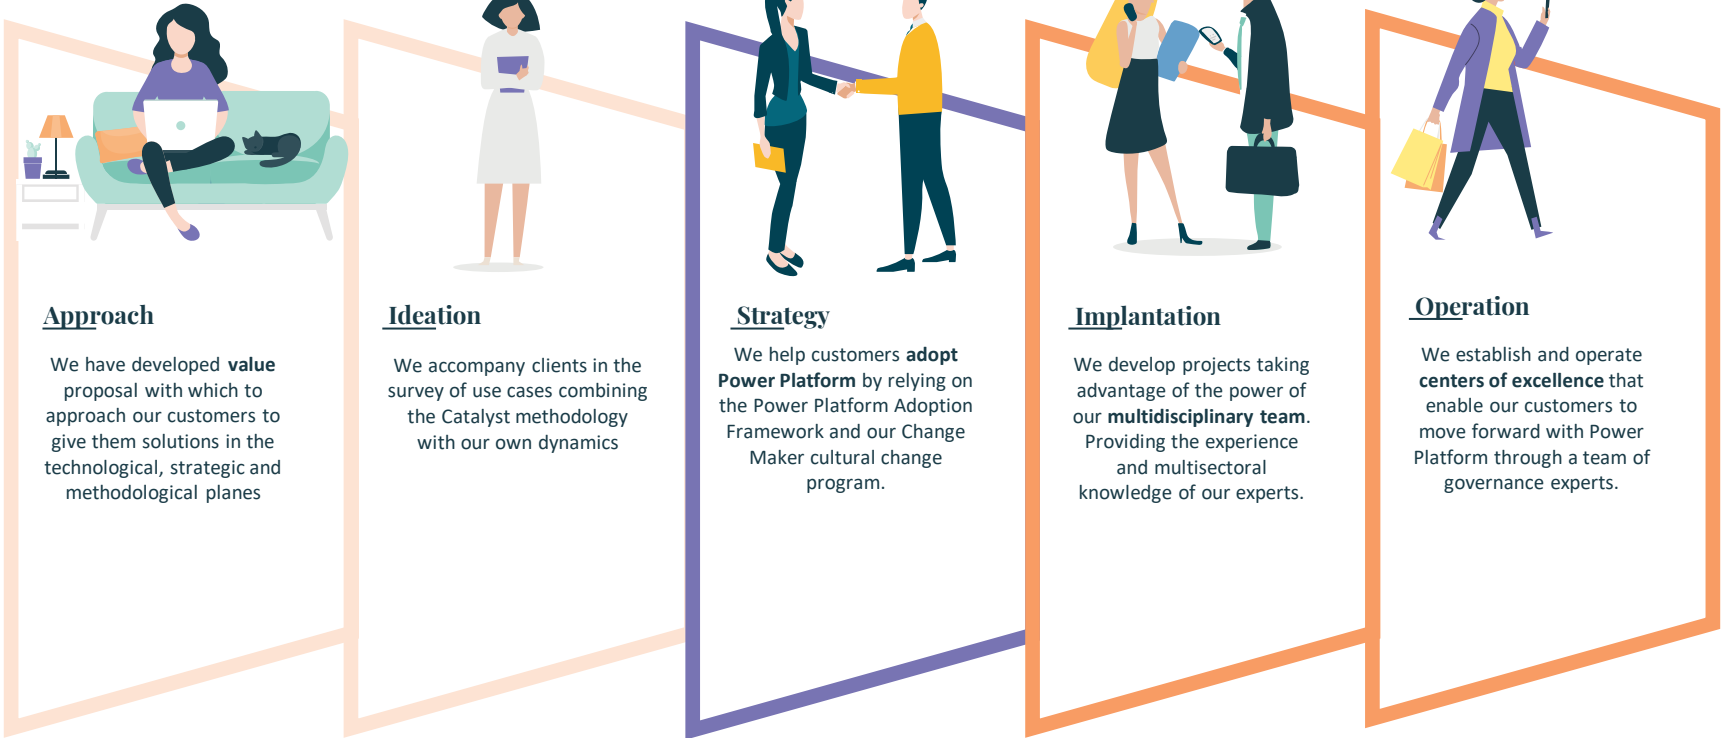 Approach
We have developed value
proposal with which to
approach our customers to
give them solutions in the
technological, strategic and
methodological planes
Ideation
We accompany clients in the
survey of use cases combining
the Catalyst methodology
with our own dynamics
Strategy
We help customers adopt
Power Platform by relying on
the Power Platform Adoption
Framework and our Change
Maker cultural change
program.
Implantation
We develop projects taking
advantage of the power of
our multidisciplinary team.
Providing the experience
and multisectoral
knowledge of our experts.
Operation
We establish and operate
centers of excellence that
enable our customers to
move forward with Power
Platform through a team of
governance experts.